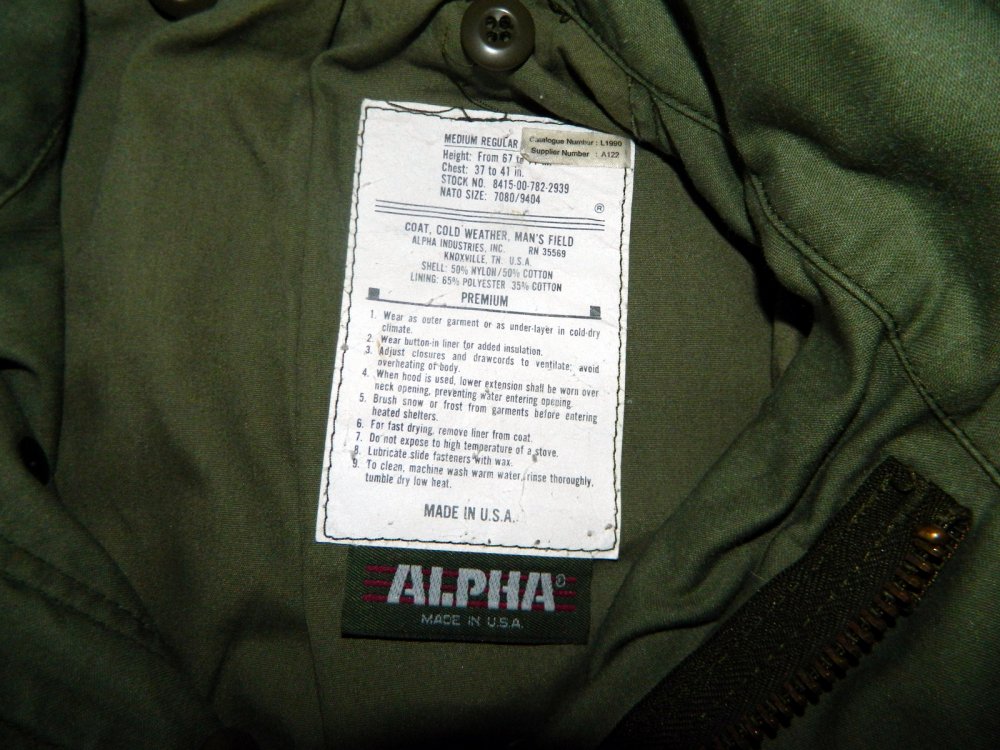 MEDIUM REGULAR
Catalogue Number : L1990
Supplier Number : A122
Height: From 67 to
Chest: 37 to 41 in.
STOCK NO. 8415-00-782-2939
NATO SIZE: 7080/9404
®
COAT, COLD WEATHER, MAN'S FIELD
ALPHA INDUSTRIES, INC. RN 35569
KNOXVILLE, TN U.S.A.
SHELL: 50% NYLON/50% COTTON
LINING: 65% POLYESTER 35% COTTON
PREMIUM
1. Wear as outer garment or as under-layer in cold-dry
climate.
2. Wear button-in liner for added insulation.
3. Adjust closures and drawcords to ventilate; avoid
overheating of body.
4. When hood is used, lower extension shall be worn over
neck opening, preventing water entering opening.
5. Brush snow or frost from garments before entering
heated shelters.
6. For fast drying, remove liner from coat.
7. Do not expose to high temperature of a stove.
8. Lubricate slide fasteners with wax.
9. To clean, machine wash warm water, rinse thoroughly,
tumble dry low heat.
MADE IN U.S.A.
ALPHA®
MADE IN U.S.A.